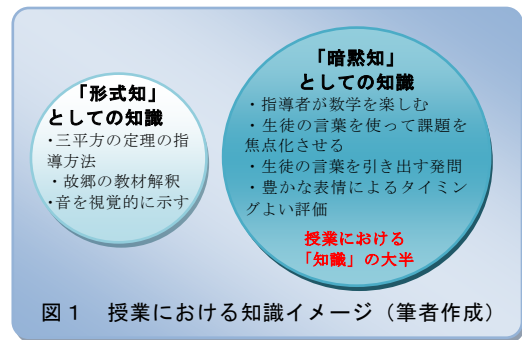 「形式知」
としての知識
・三平方の定理の指
導方法
・故郷の教材解釈
・音を視覚的に示す
「暗黙知」
としての知識
・指導者が数学を楽しむ
・生徒の言葉を使って課題を
焦点化させる
・生徒の言葉を引き出す発問
・豊かな表情によるタイミン
グよい評価
授業における
「知識」の大半
図１　授業における知識イメージ（筆者作成）